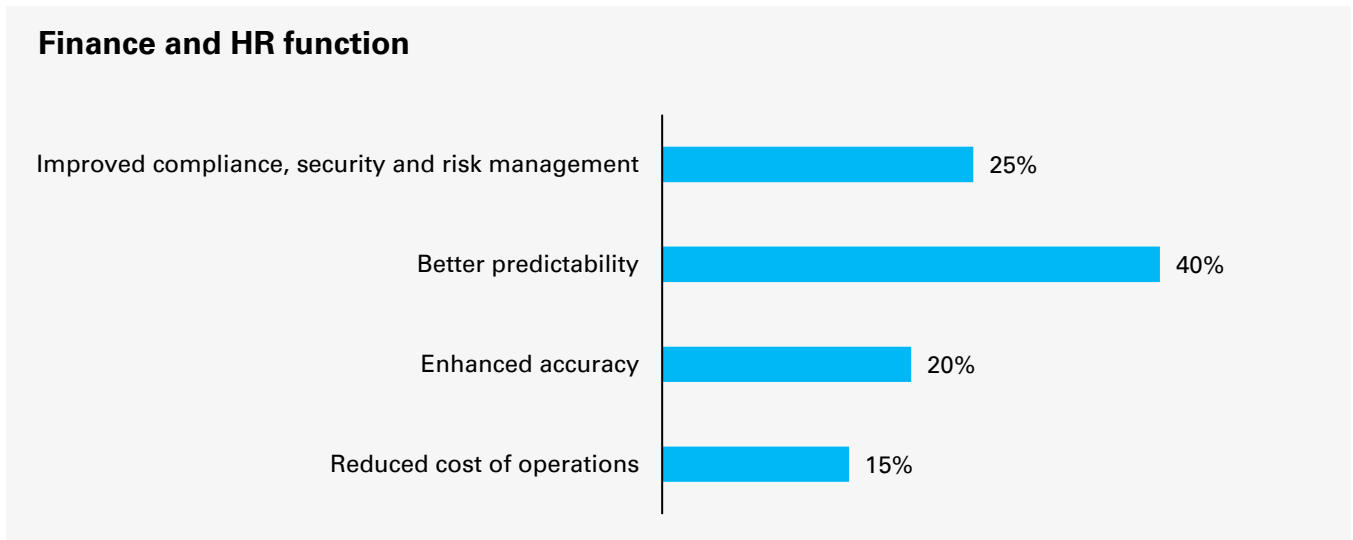 Finance and HR function
Improved compliance, security and risk management
25%
Better predictability
40%
Enhanced accuracy
20%
Reduced cost of operations
15%